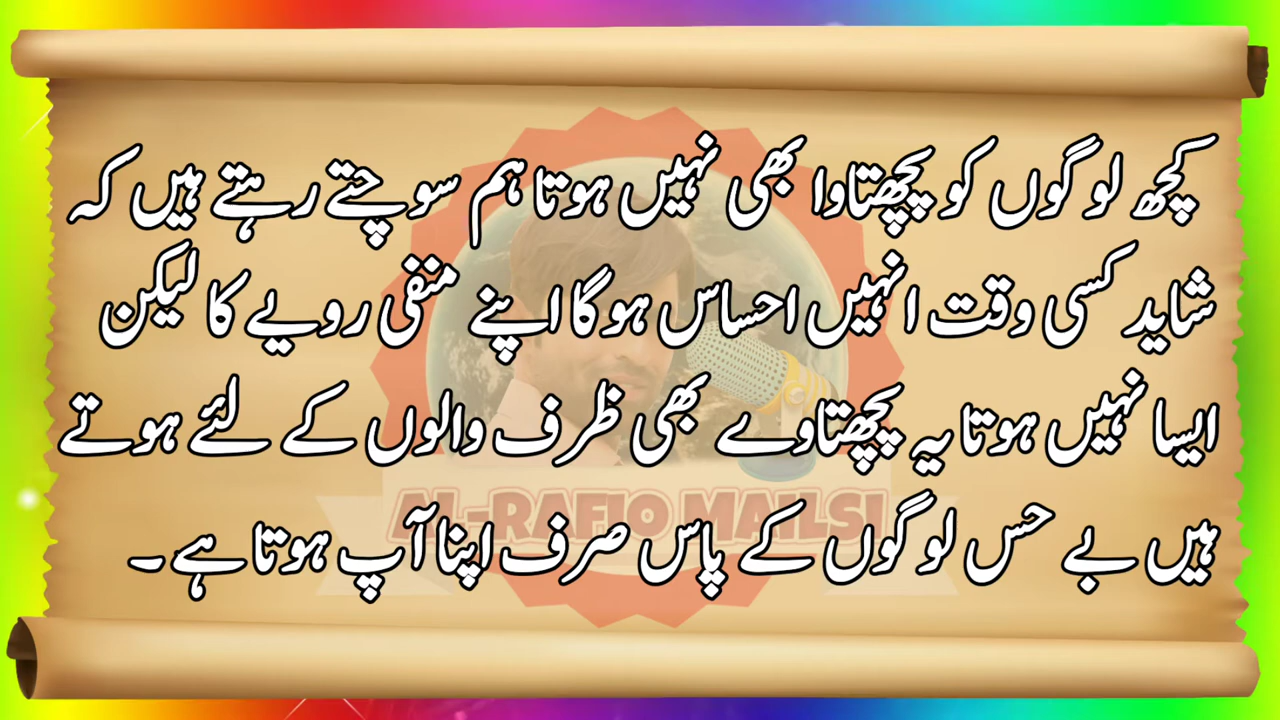 کچھ لوگوں کو پچھتاوا بھی نہیں ہوتا ہم سوچتے رہتے ہیں کہ
شاید کسی وقت انہیں احساس ہوگا اپنے منفی رویے کا لیکن
ایسا نہیں ہوتا یہ پچھتاوے بھی ظرف والوں کے لئے ہوتے
ہیں بے حس لوگوں کے پاس صرف اپنا آپ ہوتا ہے ۔
AL-RAFIQ MAILSI